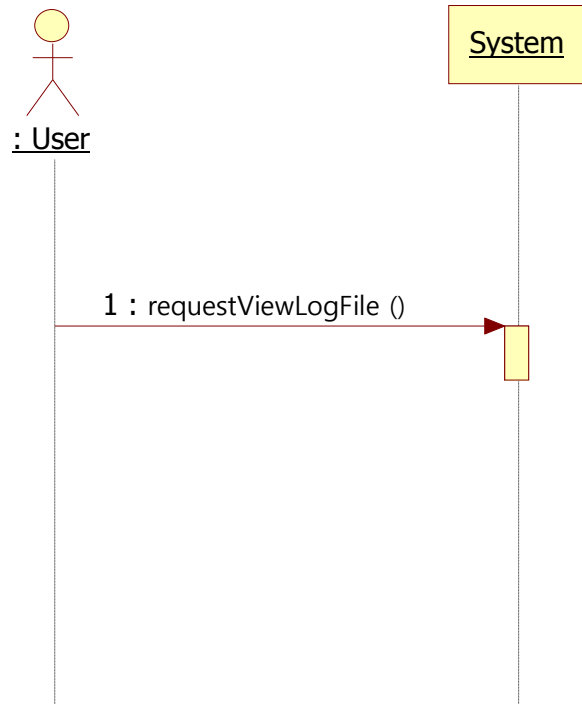 System
: User
1 : requestViewLogFile ()